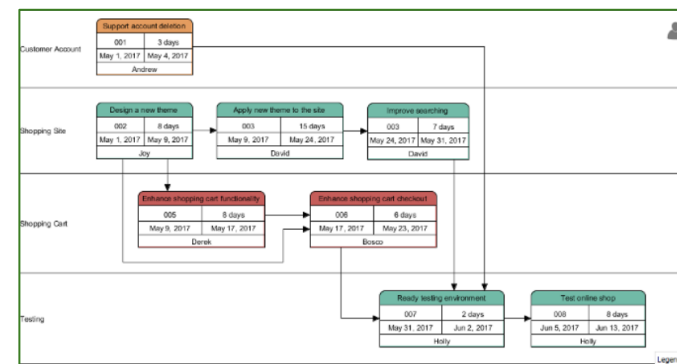 Support account deletion
001 3 days
Customer Account
May 1, 2017 May 4, 2017
Andrew
Design a new theme Apply new theme to the site Improve searching
002 8 days 003 15 days 003 7 days
Shopping Site
May 1, 2017 May 9, 2017 May 9, 2017 May 24, 2017 May 24, 2017 May 31, 2017
Joy David David
Enhance shopping cart functionality Enhance shopping cart checkout
005 8 days 006 6 days
Shopping Cart
May 9, 2017 May 17, 2017 May 17, 2017 May 23, 2017
Derek Bosco
Ready testing environment Test online shop
007 2 days 008 8 days
Testing
May 31, 2017 Jun 2, 2017 Jun 5, 2017 Jun 13, 2017
Holly Holly